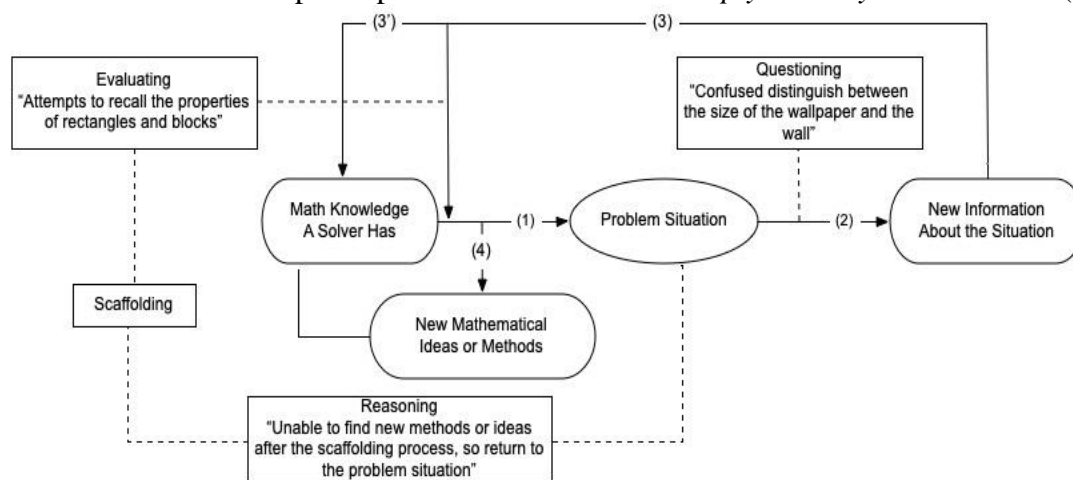 (3') (3)
Evaluating
“Attempts to recall the properties
of rectangles and blocks”
Questioning
"Confused distinguish between
the size of the wallpaper and the
wall”
Math Knowledge
A Solver Has
(1)
Problem Situation
(2)
New Information
About the Situation
(4)
Scaffolding
New Mathematical
Ideas or Methods
Reasoning
“Unable to find new methods or ideas
after the scaffolding process, so return to
the problem situation”